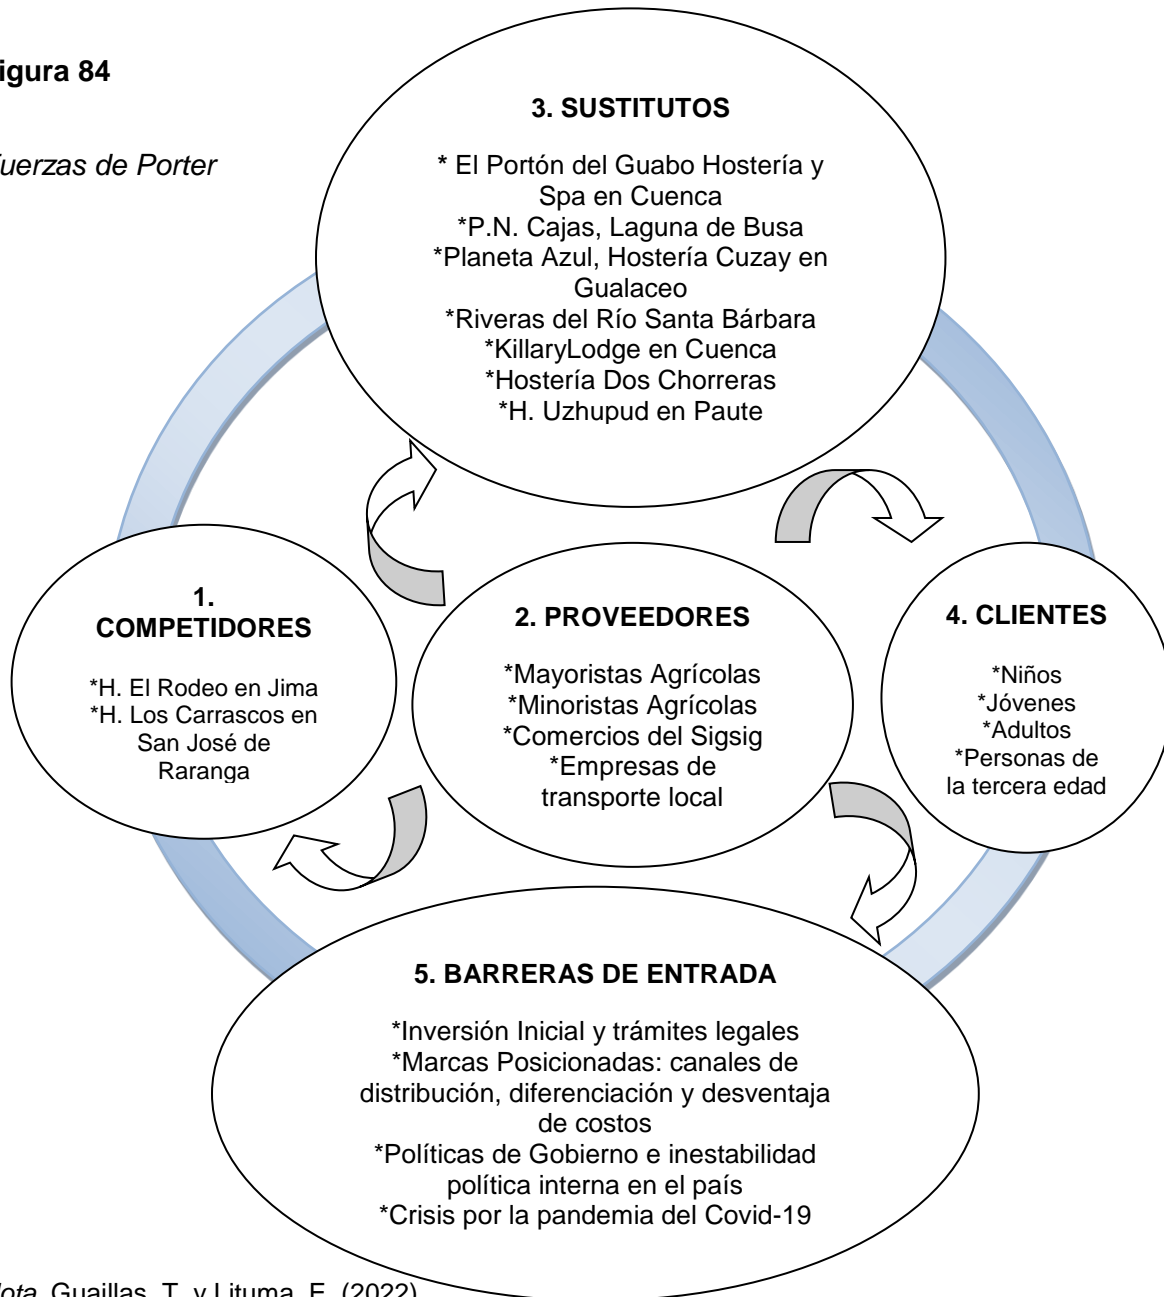 igura 84
uerzas de Porter
3. SUSTITUTOS
* El Portón del Guabo Hostería y
Spa en Cuenca
*P.N. Cajas, Laguna de Busa
*Planeta Azul, Hostería Cuzay en
Gualaceo
*Riveras del Río Santa Bárbara
*KillaryLodge en Cuenca
*Hostería Dos Chorreras
*H. Uzhupud en Paute
1.
COMPETIDORES
*H. El Rodeo en Jima
*H. Los Carrascos en
San José de
Raranga
2. PROVEEDORES
*Mayoristas Agrícolas
*Minoristas Agrícolas
*Comercios del Sigsig
*Empresas de
transporte local
4. CLIENTES
*Niños
*Jóvenes
*Adultos
*Personas de
la tercera edad
5. BARRERAS DE ENTRADA
*Inversión Inicial y trámites legales
*Marcas Posicionadas: canales de
distribución, diferenciación y desventaja
de costos
*Políticas de Gobierno e inestabilidad
política interna en el país
*Crisis por la pandemia del Covid-19
ota. Guaillas, T. y Lituma, E. (2022)